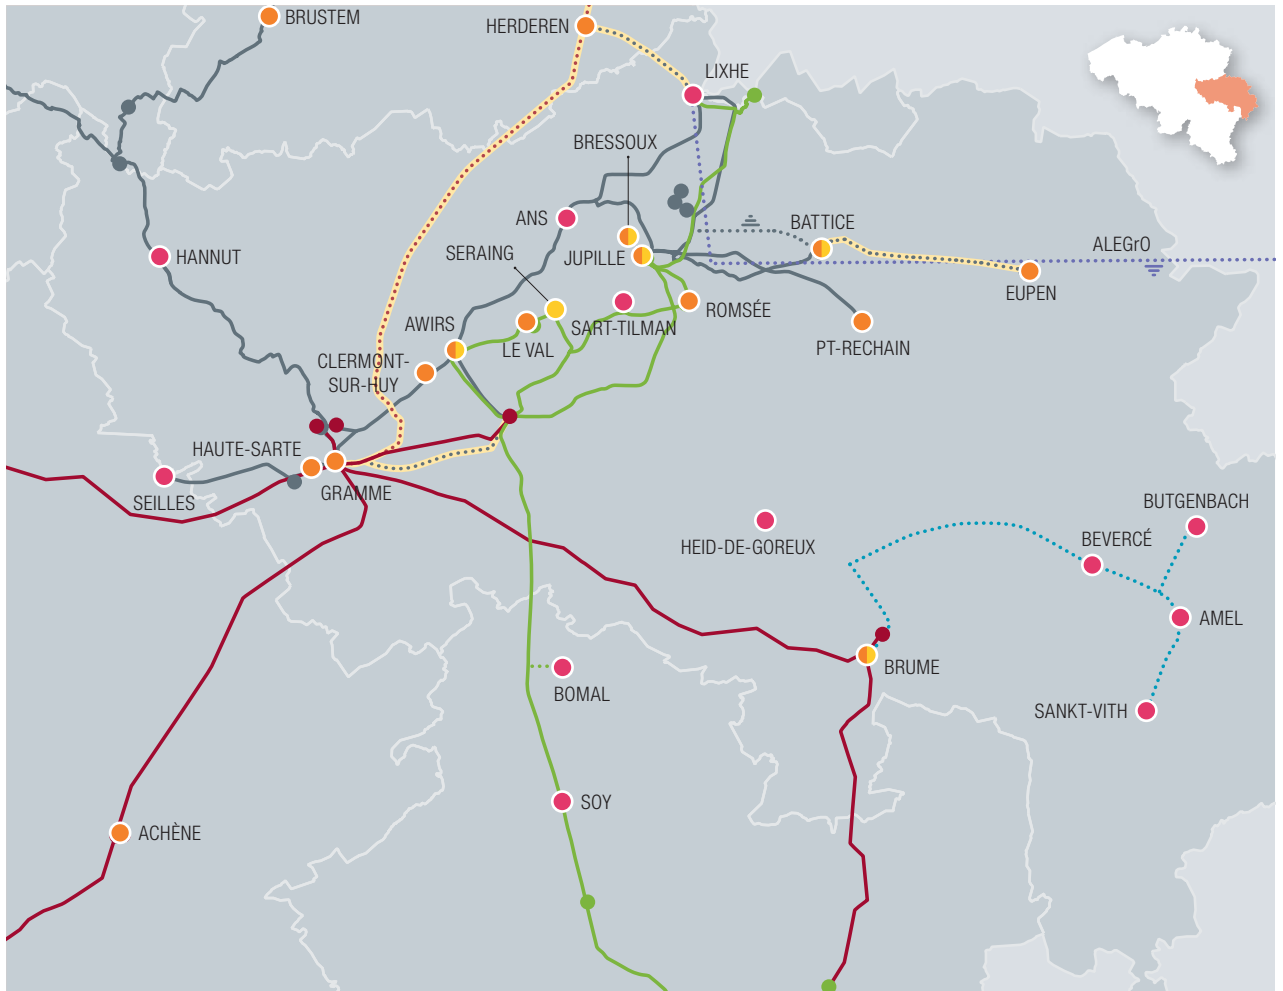 BRUSTEM
HERDEREN
LIXHE
BRESSOUX
ANS
BATTICE
SERAING
JUPILLE
ALEGrO
HANNUT
EUPEN
ROMSÉE
AWIRS
SART-TILMAN
LE VAL
PT-RECHAIN
CLERMONT-
SUR-HUY
HAUTE-SARTE
SEILLES
GRAMME
BUTGENBACH
HEID-DE-GOREUX
BEVERCÉ
AMEL
BRUME
BOMAL
SANKT-VITH
SOY
ACHÈNE